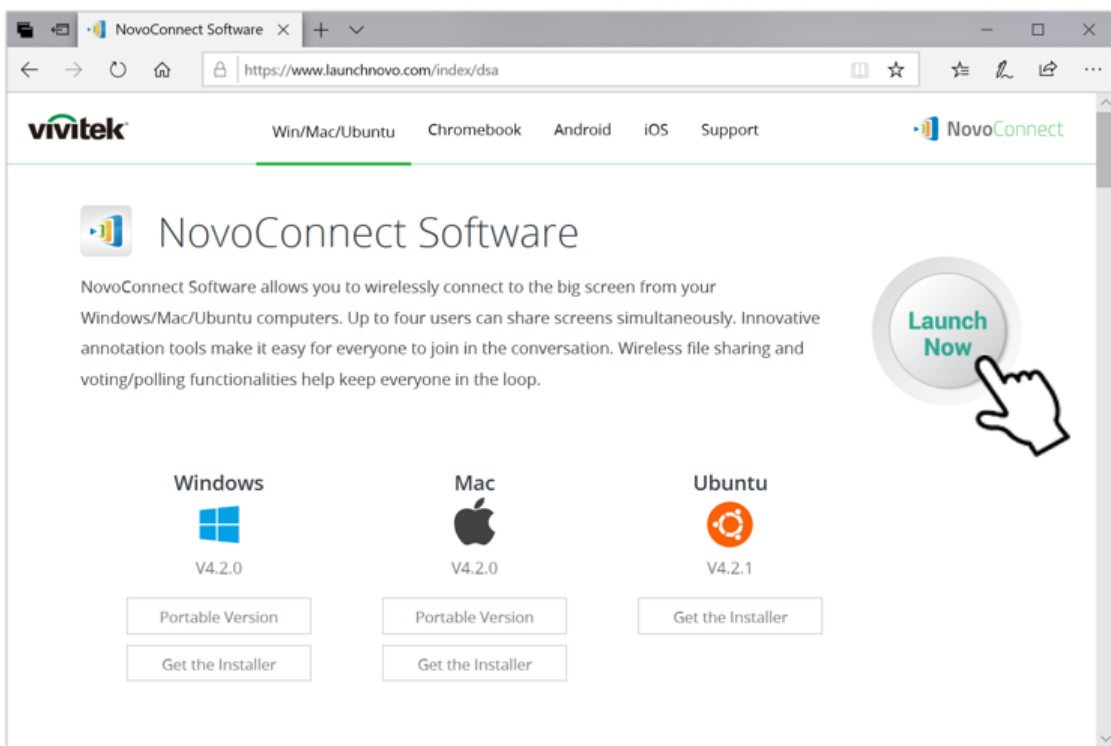 NovoConnect Software
https://www.launchnovo.com/index/dsa
vivitek
Win/Mac/Ubuntu Chromebook Android iOS Support
NovoConnect
NovoConnect Software
NovoConnect Software allows you to wirelessly connect to the big screen from your
Windows/Mac/Ubuntu computers. Up to four users can share screens simultaneously. Innovative
annotation tools make it easy for everyone to join in the conversation. Wireless file sharing and
voting/polling functionalities help keep everyone in the loop.
Launch
Now
Windows Mac Ubuntu
V4.2.0 V4.2.0 V4.2.1
Portable Version Portable Version Get the Installer
Get the Installer Get the Installer